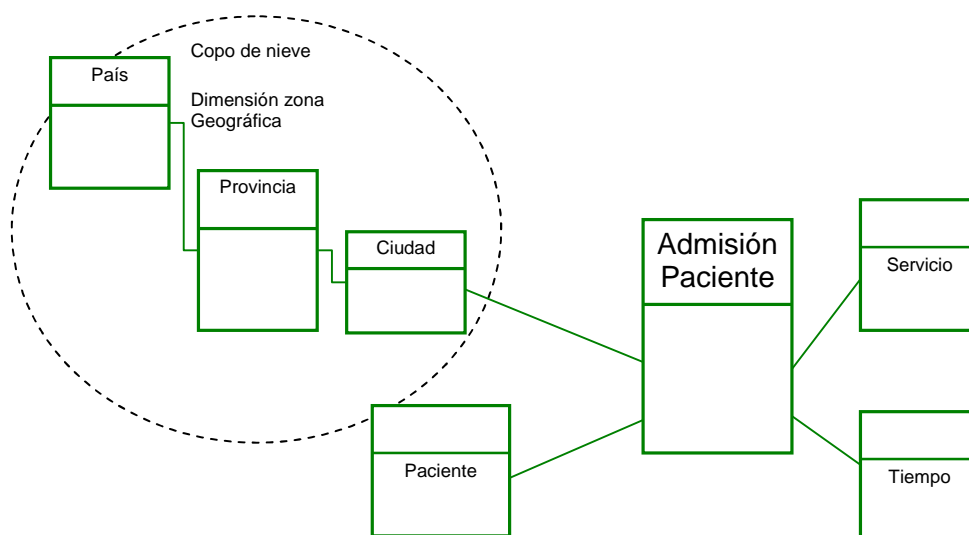 Copo de nieve
País
Dimensión zona
Geográfica
Provincia
Ciudad
Admisión
Paciente
Servicio
Paciente
Tiempo